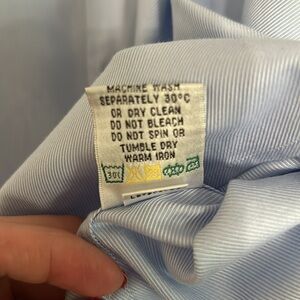 MACHINE WASH
SEPARATELY 30°C
OR DRY CLEAN
DO NOT BLEACH
DO NOT SPIN OR
TUMBLE DRY
WARM IRON
30